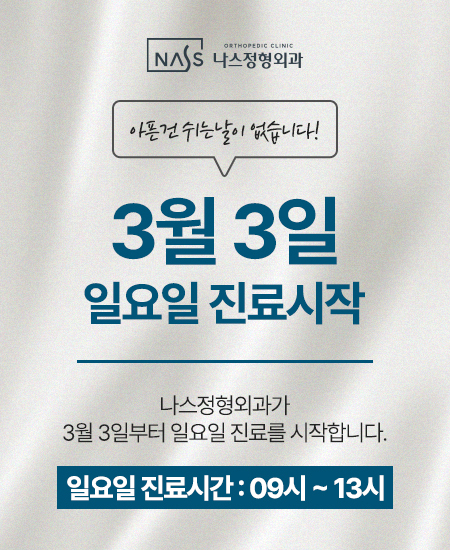 NASS
ORTHOPEDIC CLINIC
나스정형외과
아픈건 쉬는날이 없습니다!
3월 3일
일요일 진료시작
나스정형외과가
3월 3일부터 일요일 진료를 시작합니다.
일요일 진료시간 : 09시 ~ 13시